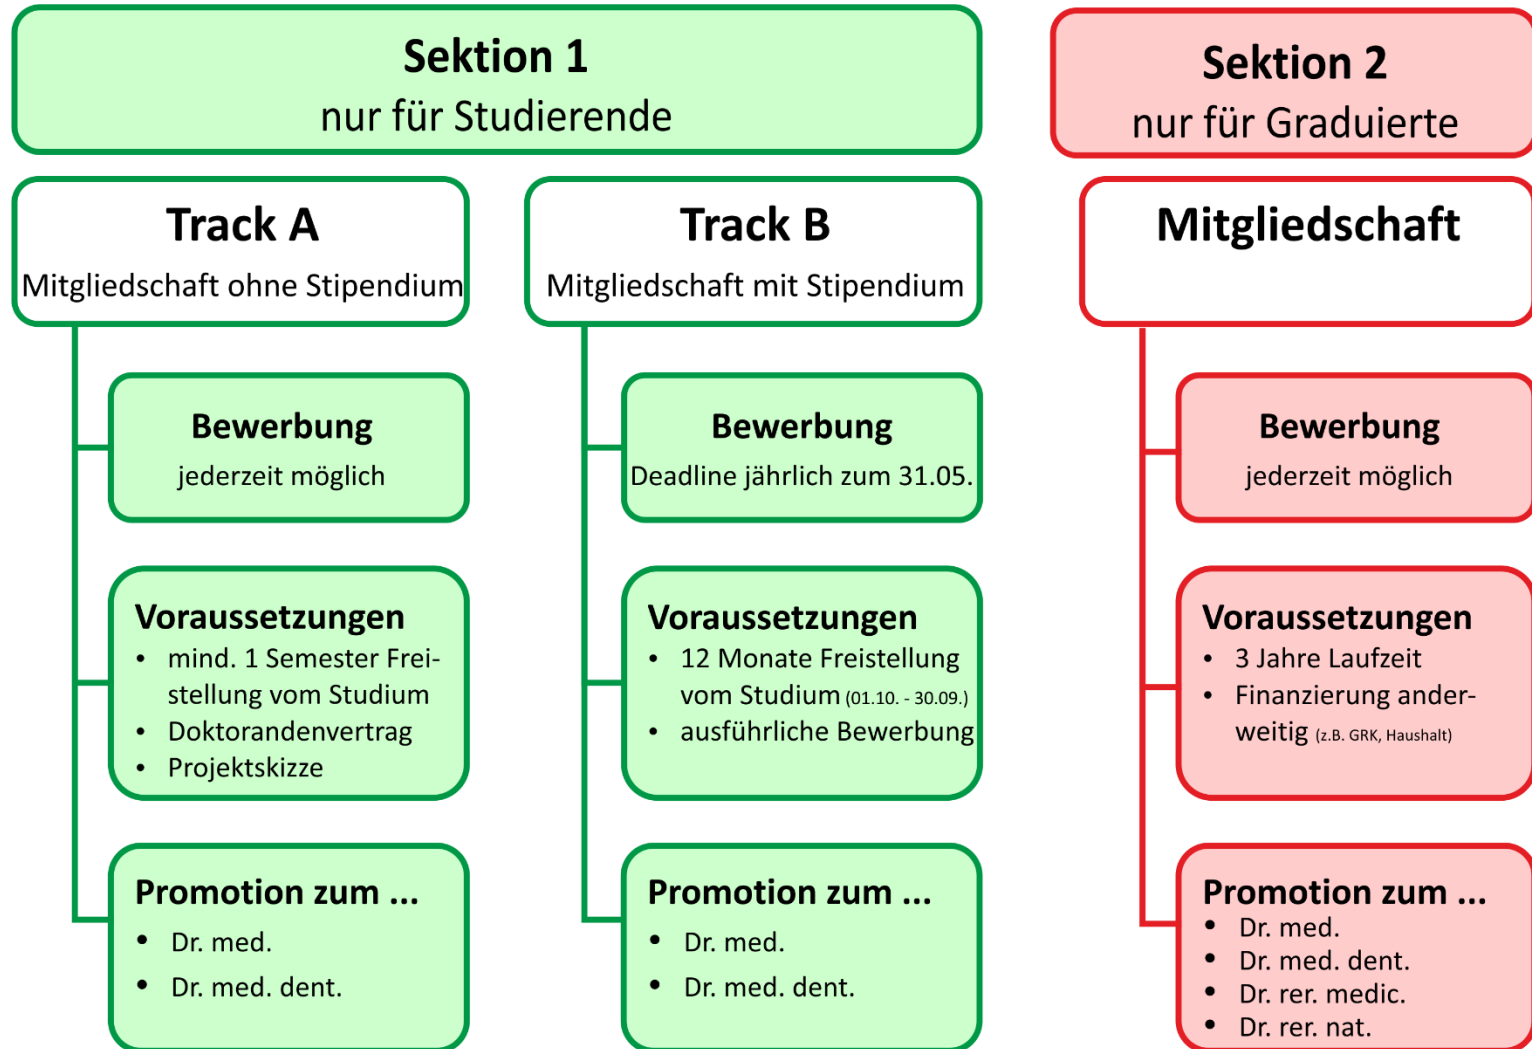 Sektion 1
nur für Studierende
Track A
Mitgliedschaft ohne Stipendium
Bewerbung
jederzeit möglich
Voraussetzungen
• mind. 1 Semester Frei-
stellung vom Studium
• Doktorandenvertrag
• Projektskizze
Promotion zum ...
• Dr. med.
• Dr. med. dent.
Track B
Mitgliedschaft mit Stipendium
Bewerbung
Deadline jährlich zum 31.05.
Voraussetzungen
• 12 Monate Freistellung
vom Studium (01.10. - 30.09.)
• ausführliche Bewerbung
Promotion zum ...
• Dr. med.
• Dr. med. dent.
Sektion 2
nur für Graduierte
Mitgliedschaft
Bewerbung
jederzeit möglich
Voraussetzungen
• 3 Jahre Laufzeit
• Finanzierung ander-
weitig (z.B. GRK, Haushalt)
Promotion zum ...
• Dr. med.
• Dr. med. dent.
• Dr. rer. medic.
• Dr. rer. nat.